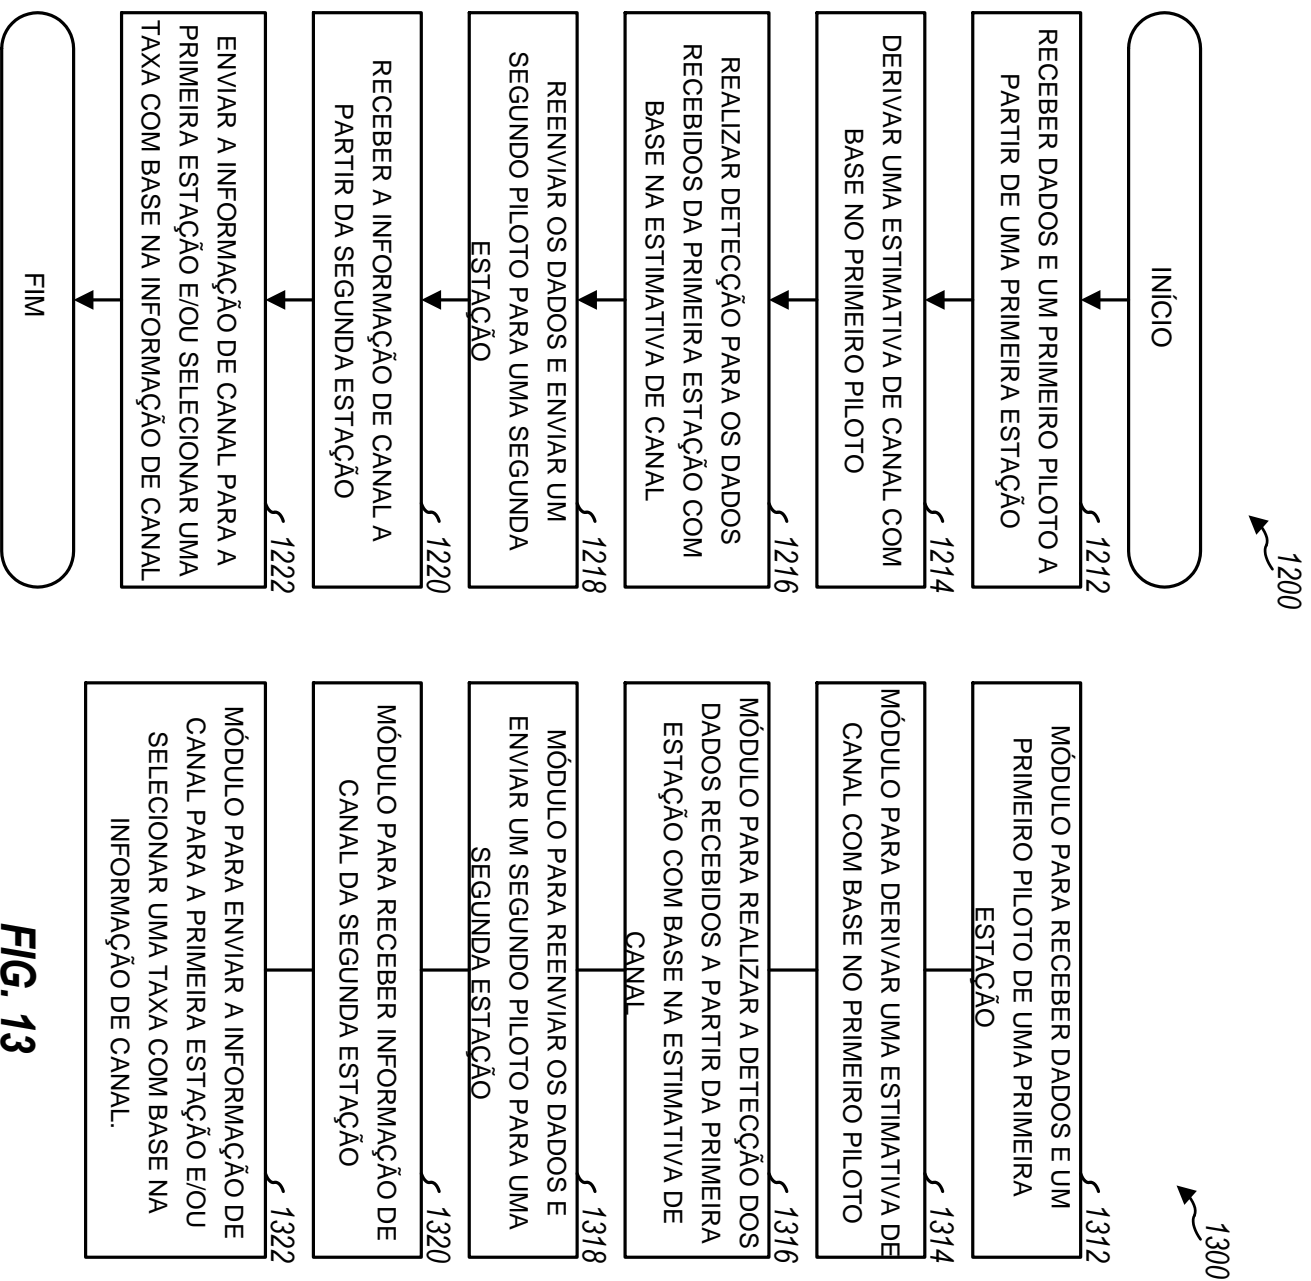 1200
INÍCIO
1212
RECEBER DADOS E UM PRIMEIRO PILOTO A
PARTIR DE UMA PRIMEIRA ESTAÇÃO
1214
DERIVAR UMA ESTIMATIVA DE CANAL COM
BASE NO PRIMEIRO PILOTO
1216
REALIZAR DETECÇÃO PARA OS DADOS
RECEBIDOS DA PRIMEIRA ESTAÇÃO COM
BASE NA ESTIMATIVA DE CANAL
1218
REENVIAR OS DADOS E ENVIAR UM
SEGUNDO PILOTO PARA UMA SEGUNDA
ESTAÇÃO
1220
RECEBER A INFORMAÇÃO DE CANAL A
PARTIR DA SEGUNDA ESTAÇÃO
1222
ENVIAR A INFORMAÇÃO DE CANAL PARA A
PRIMEIRA ESTAÇÃO E/OU SELECIONAR UMA
TAXA COM BASE NA INFORMAÇÃO DE CANAL
FIM
1300
1312
MÓDULO PARA RECEBER DADOS E UM
PRIMEIRO PILOTO DE UMA PRIMEIRA
ESTAÇÃO
1314
MÓDULO PARA DERIVAR UMA ESTIMATIVA DE
CANAL COM BASE NO PRIMEIRO PILOTO
1316
MÓDULO PARA REALIZAR A DETECÇÃO DOS
DADOS RECEBIDOS A PARTIR DA PRIMEIRA
ESTAÇÃO COM BASE NA ESTIMATIVA DE
CANAL
1318
MÓDULO PARA REENVIAR OS DADOS E
ENVIAR UM SEGUNDO PILOTO PARA UMA
SEGUNDA ESTAÇÃO
1320
MÓDULO PARA RECEBER INFORMAÇÃO DE
CANAL DA SEGUNDA ESTAÇÃO
1322
MÓDULO PARA ENVIAR A INFORMAÇÃO DE
CANAL PARA A PRIMEIRA ESTAÇÃO E/OU
SELECIONAR UMA TAXA COM BASE NA
INFORMAÇÃO DE CANAL.
FIG. 13